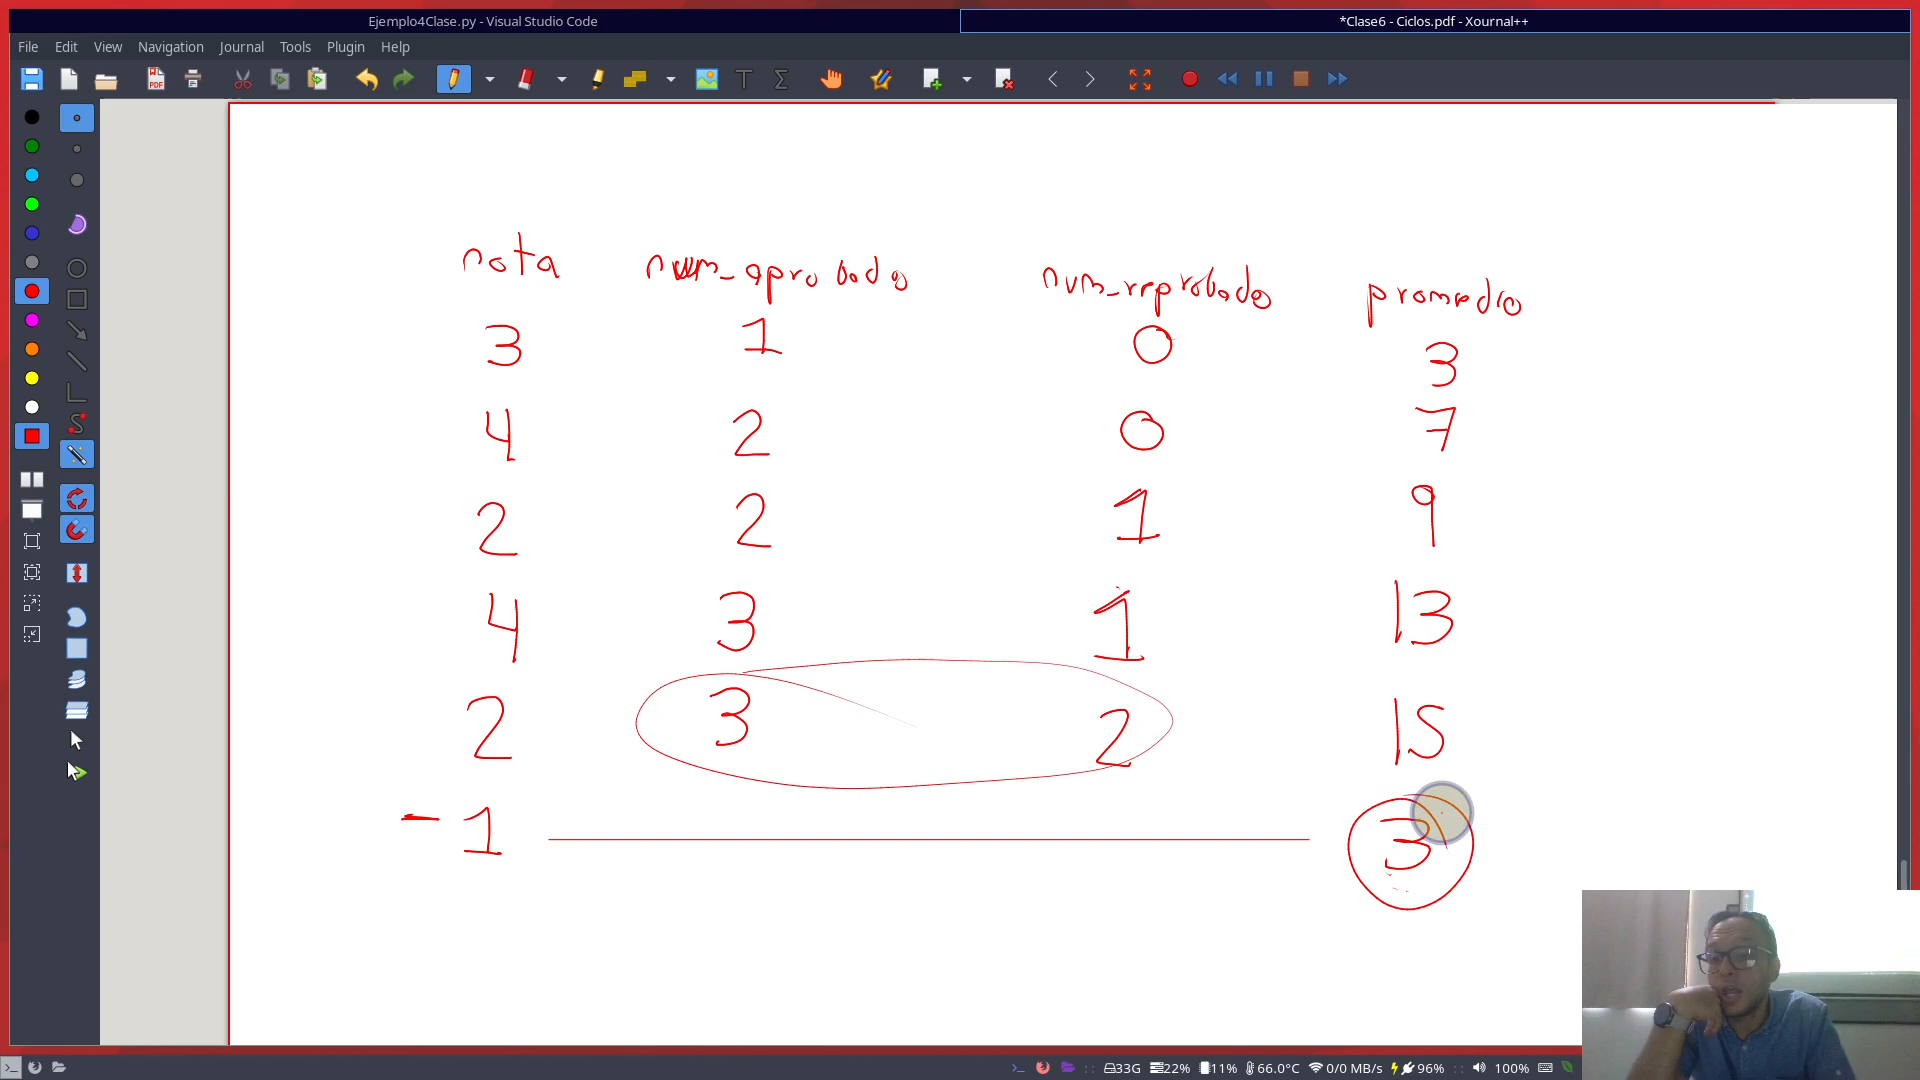 Ejemplo4Clase.py - Visual Studio Code
*Clase6 - Ciclos.pdf - Xournal++
File Edit View Navigation Journal Tools Plugin Help
nota num_aprobado num_reprobado promedio
3 1 0 3
4 2 0 7
2 2 1 9
4 3 1 13
2 3 2 15
-1 3
33G 22% 11% 66.0°C 0/0 MB/s 96% 100%